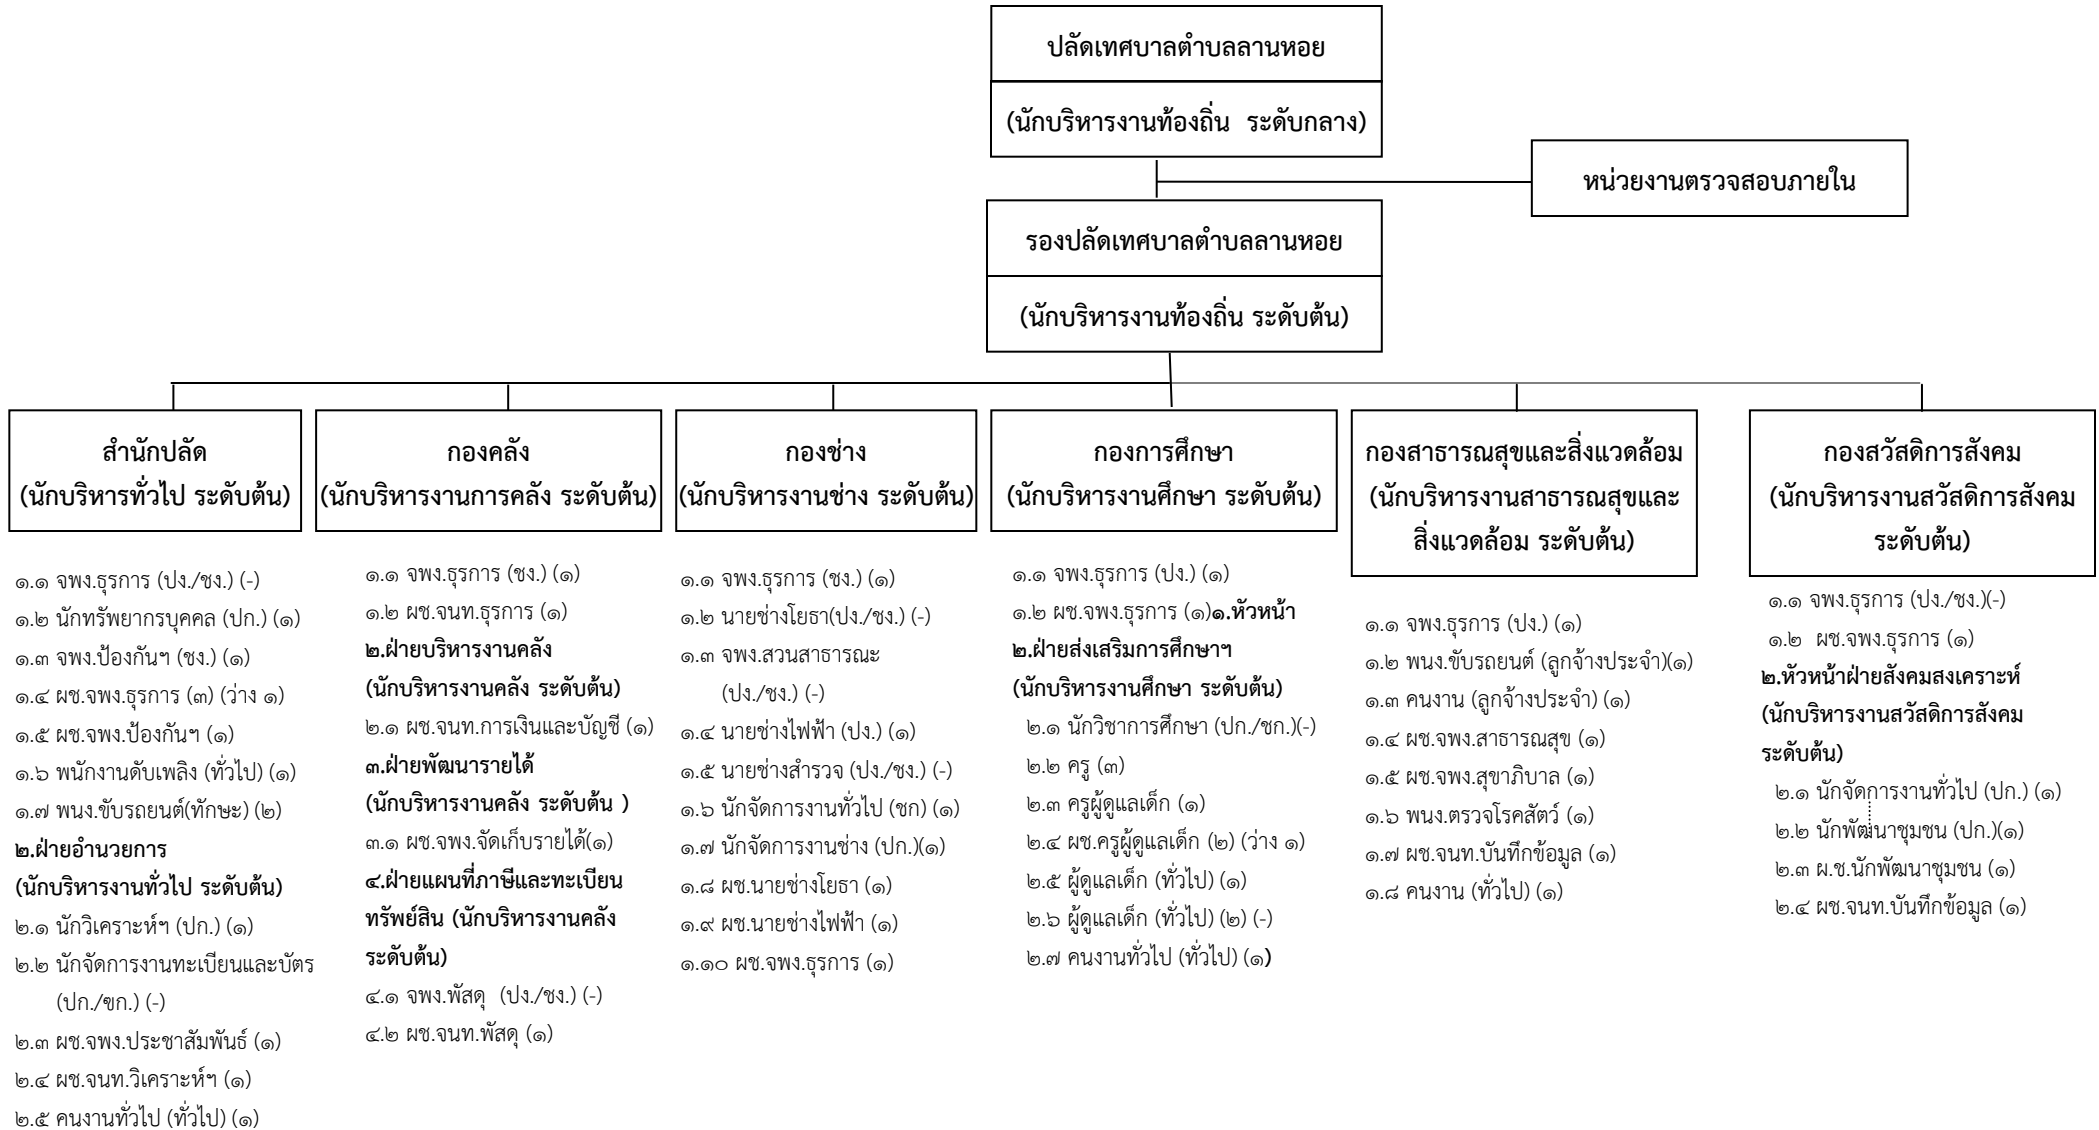 ปลัดเทศบาลตำบลลานหอย
(นักบริหารงานท้องถิ่น  ระดับกลาง)
หน่วยงานตรวจสอบภายใน
รองปลัดเทศบาลตำบลลานหอย
(นักบริหารงานท้องถิ่น ระดับต้น)
สำนักปลัด
(นักบริหารทั่วไป ระดับต้น)
๑.๑ จพง.ธุรการ (ปง./ชง.) (-)
๑.๒ นักทรัพยากรบุคคล (ปก.) (๑)
๑.๓ จพง.ป้องกันฯ (ชง.) (๑)
๑.๔ ผช.จพง.ธุรการ (๓) (ว่าง ๑)
๑.๕ ผช.จพง.ป้องกันฯ (๑)
๑.๖ พนักงานดับเพลิง (ทั่วไป) (๑)
๑.๗ พนง.ขับรถยนต์(ทักษะ) (๒)
๒.ฝ่ายอำนวยการ
(นักบริหารงานทั่วไป ระดับต้น)
๒.๑ นักวิเคราะห์ฯ (ปก.) (๑)
๒.๒ นักจัดการงานทะเบียนและบัตร
(ปก./ขก.) (-)
๒.๓ ผช.จพง.ประชาสัมพันธ์ (๑)
๒.๔ ผช.จนท.วิเคราะห์ฯ (๑)
๒.๕ คนงานทั่วไป (ทั่วไป) (๑)
กองคลัง
(นักบริหารงานการคลัง ระดับต้น)
๑.๑ จพง.ธุรการ (ชง.) (๑)
๑.๒ ผช.จนท.ธุรการ (๑)
๒.ฝ่ายบริหารงานคลัง
(นักบริหารงานคลัง ระดับต้น)
๒.๑ ผช.จนท.การเงินและบัญชี (๑)
๓.ฝ่ายพัฒนารายได้
(นักบริหารงานคลัง ระดับต้น )
๓.๑ ผช.จพง.จัดเก็บรายได้(๑)
๔.ฝ่ายแผนที่ภาษีและทะเบียน
ทรัพย์สิน (นักบริหารงานคลัง
ระดับต้น)
๔.๑ จพง.พัสดุ  (ปง./ชง.) (-)
๔.๒ ผช.จนท.พัสดุ (๑)
กองช่าง
(นักบริหารงานช่าง ระดับต้น)
๑.๑ จพง.ธุรการ (ชง.) (๑)
๑.๒ นายช่างโยธา(ปง./ชง.) (-)
๑.๓ จพง.สวนสาธารณะ
(ปง./ชง.) (-)
๑.๔ นายช่างไฟฟ้า (ปง.) (๑)
๑.๕ นายช่างสำรวจ (ปง./ชง.) (-)
๑.๖ นักจัดการงานทั่วไป (ชก) (๑)
๑.๗ นักจัดการงานช่าง (ปก.)(๑)
๑.๘ ผช.นายช่างโยธา (๑)
๑.๙ ผช.นายช่างไฟฟ้า (๑)
๑.๑๐ ผช.จพง.ธุรการ (๑)
กองการศึกษา
(นักบริหารงานศึกษา ระดับต้น)
๑.๑ จพง.ธุรการ (ปง.) (๑)
๑.๒ ผช.จพง.ธุรการ (๑)๑.หัวหน้า
๒.ฝ่ายส่งเสริมการศึกษาฯ
(นักบริหารงานศึกษา ระดับต้น)
๒.๑ นักวิชาการศึกษา (ปก./ชก.)(-)
๒.๒ ครู (๓)
๒.๓ ครูผู้ดูแลเด็ก (๑)
๒.๔ ผช.ครูผู้ดูแลเด็ก (๒) (ว่าง ๑)
๒.๕ ผู้ดูแลเด็ก (ทั่วไป) (๑)
๒.๖ ผู้ดูแลเด็ก (ทั่วไป) (๒) (-)
๒.๗ คนงานทั่วไป (ทั่วไป) (๑)
กองสาธารณสุขและสิ่งแวดล้อม
(นักบริหารงานสาธารณสุขและ
สิ่งแวดล้อม ระดับต้น)
๑.๑ จพง.ธุรการ (ปง.) (๑)
๑.๒ พนง.ขับรถยนต์ (ลูกจ้างประจำ)(๑)
๑.๓ คนงาน (ลูกจ้างประจำ) (๑)
๑.๔ ผช.จพง.สาธารณสุข (๑)
๑.๕ ผช.จพง.สุขาภิบาล (๑)
๑.๖ พนง.ตรวจโรคสัตว์ (๑)
๑.๗ ผช.จนท.บันทึกข้อมูล (๑)
๑.๘ คนงาน (ทั่วไป) (๑)
กองสวัสดิการสังคม
(นักบริหารงานสวัสดิการสังคม
ระดับต้น)
๑.๑ จพง.ธุรการ (ปง./ชง.)(-)
๑.๒  ผช.จพง.ธุรการ (๑)
๒.หัวหน้าฝ่ายสังคมสงเคราะห์
(นักบริหารงานสวัสดิการสังคม
ระดับต้น)
๒.๑ นักจัดการงานทั่วไป (ปก.) (๑)
๒.๒ นักพัฒนาชุมชน (ปก.)(๑)
๒.๓ ผ.ช.นักพัฒนาชุมชน (๑)
๒.๔ ผช.จนท.บันทึกข้อมูล (๑)